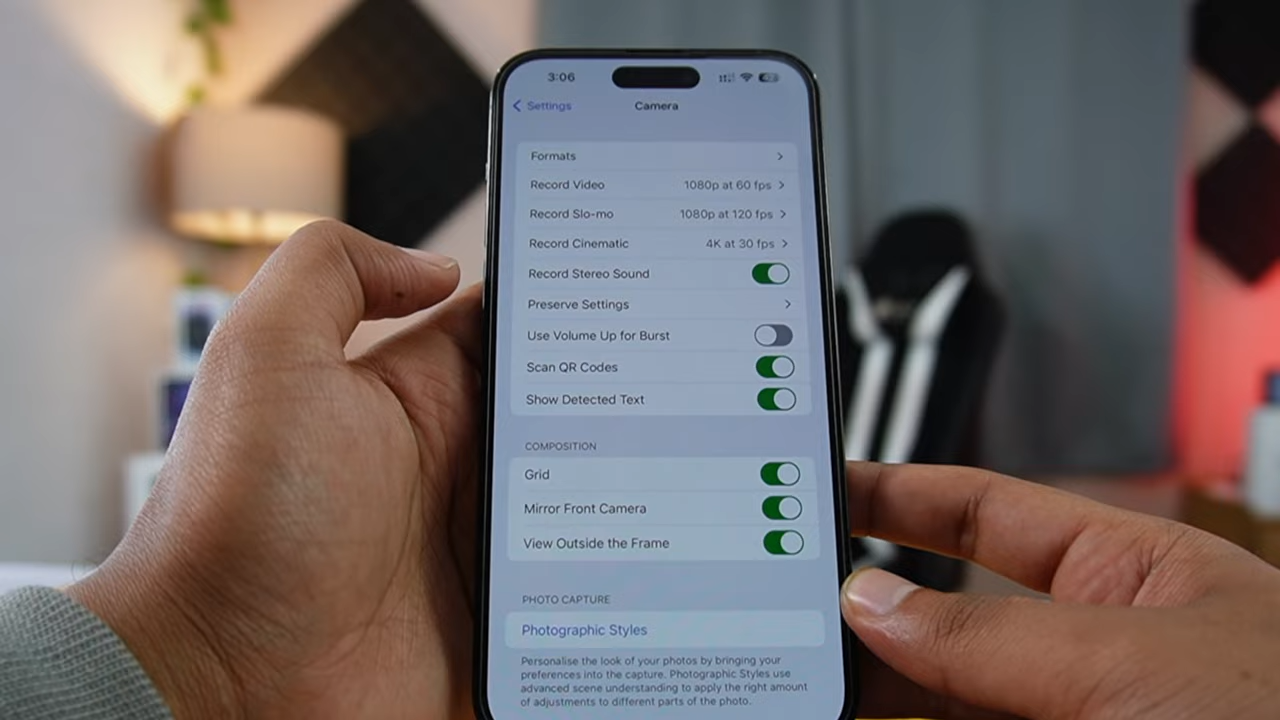 3:06
Settings
Camera
Formats
Record Video 1080p at 60 fps
Record Slo-mo 1080p at 120 fps
Record Cinematic 4K at 30 fps
Record Stereo Sound
Preserve Settings
Use Volume Up for Burst
Scan QR Codes
Show Detected Text
COMPOSITION
Grid
Mirror Front Camera
View Outside the Frame
PHOTO CAPTURE
Photographic Styles
Personalise the look of your photos by bringing your
preferences into the capture. Photographic Styles use
advanced scene understanding to apply the right amount
of adjustments to different parts of the photo.